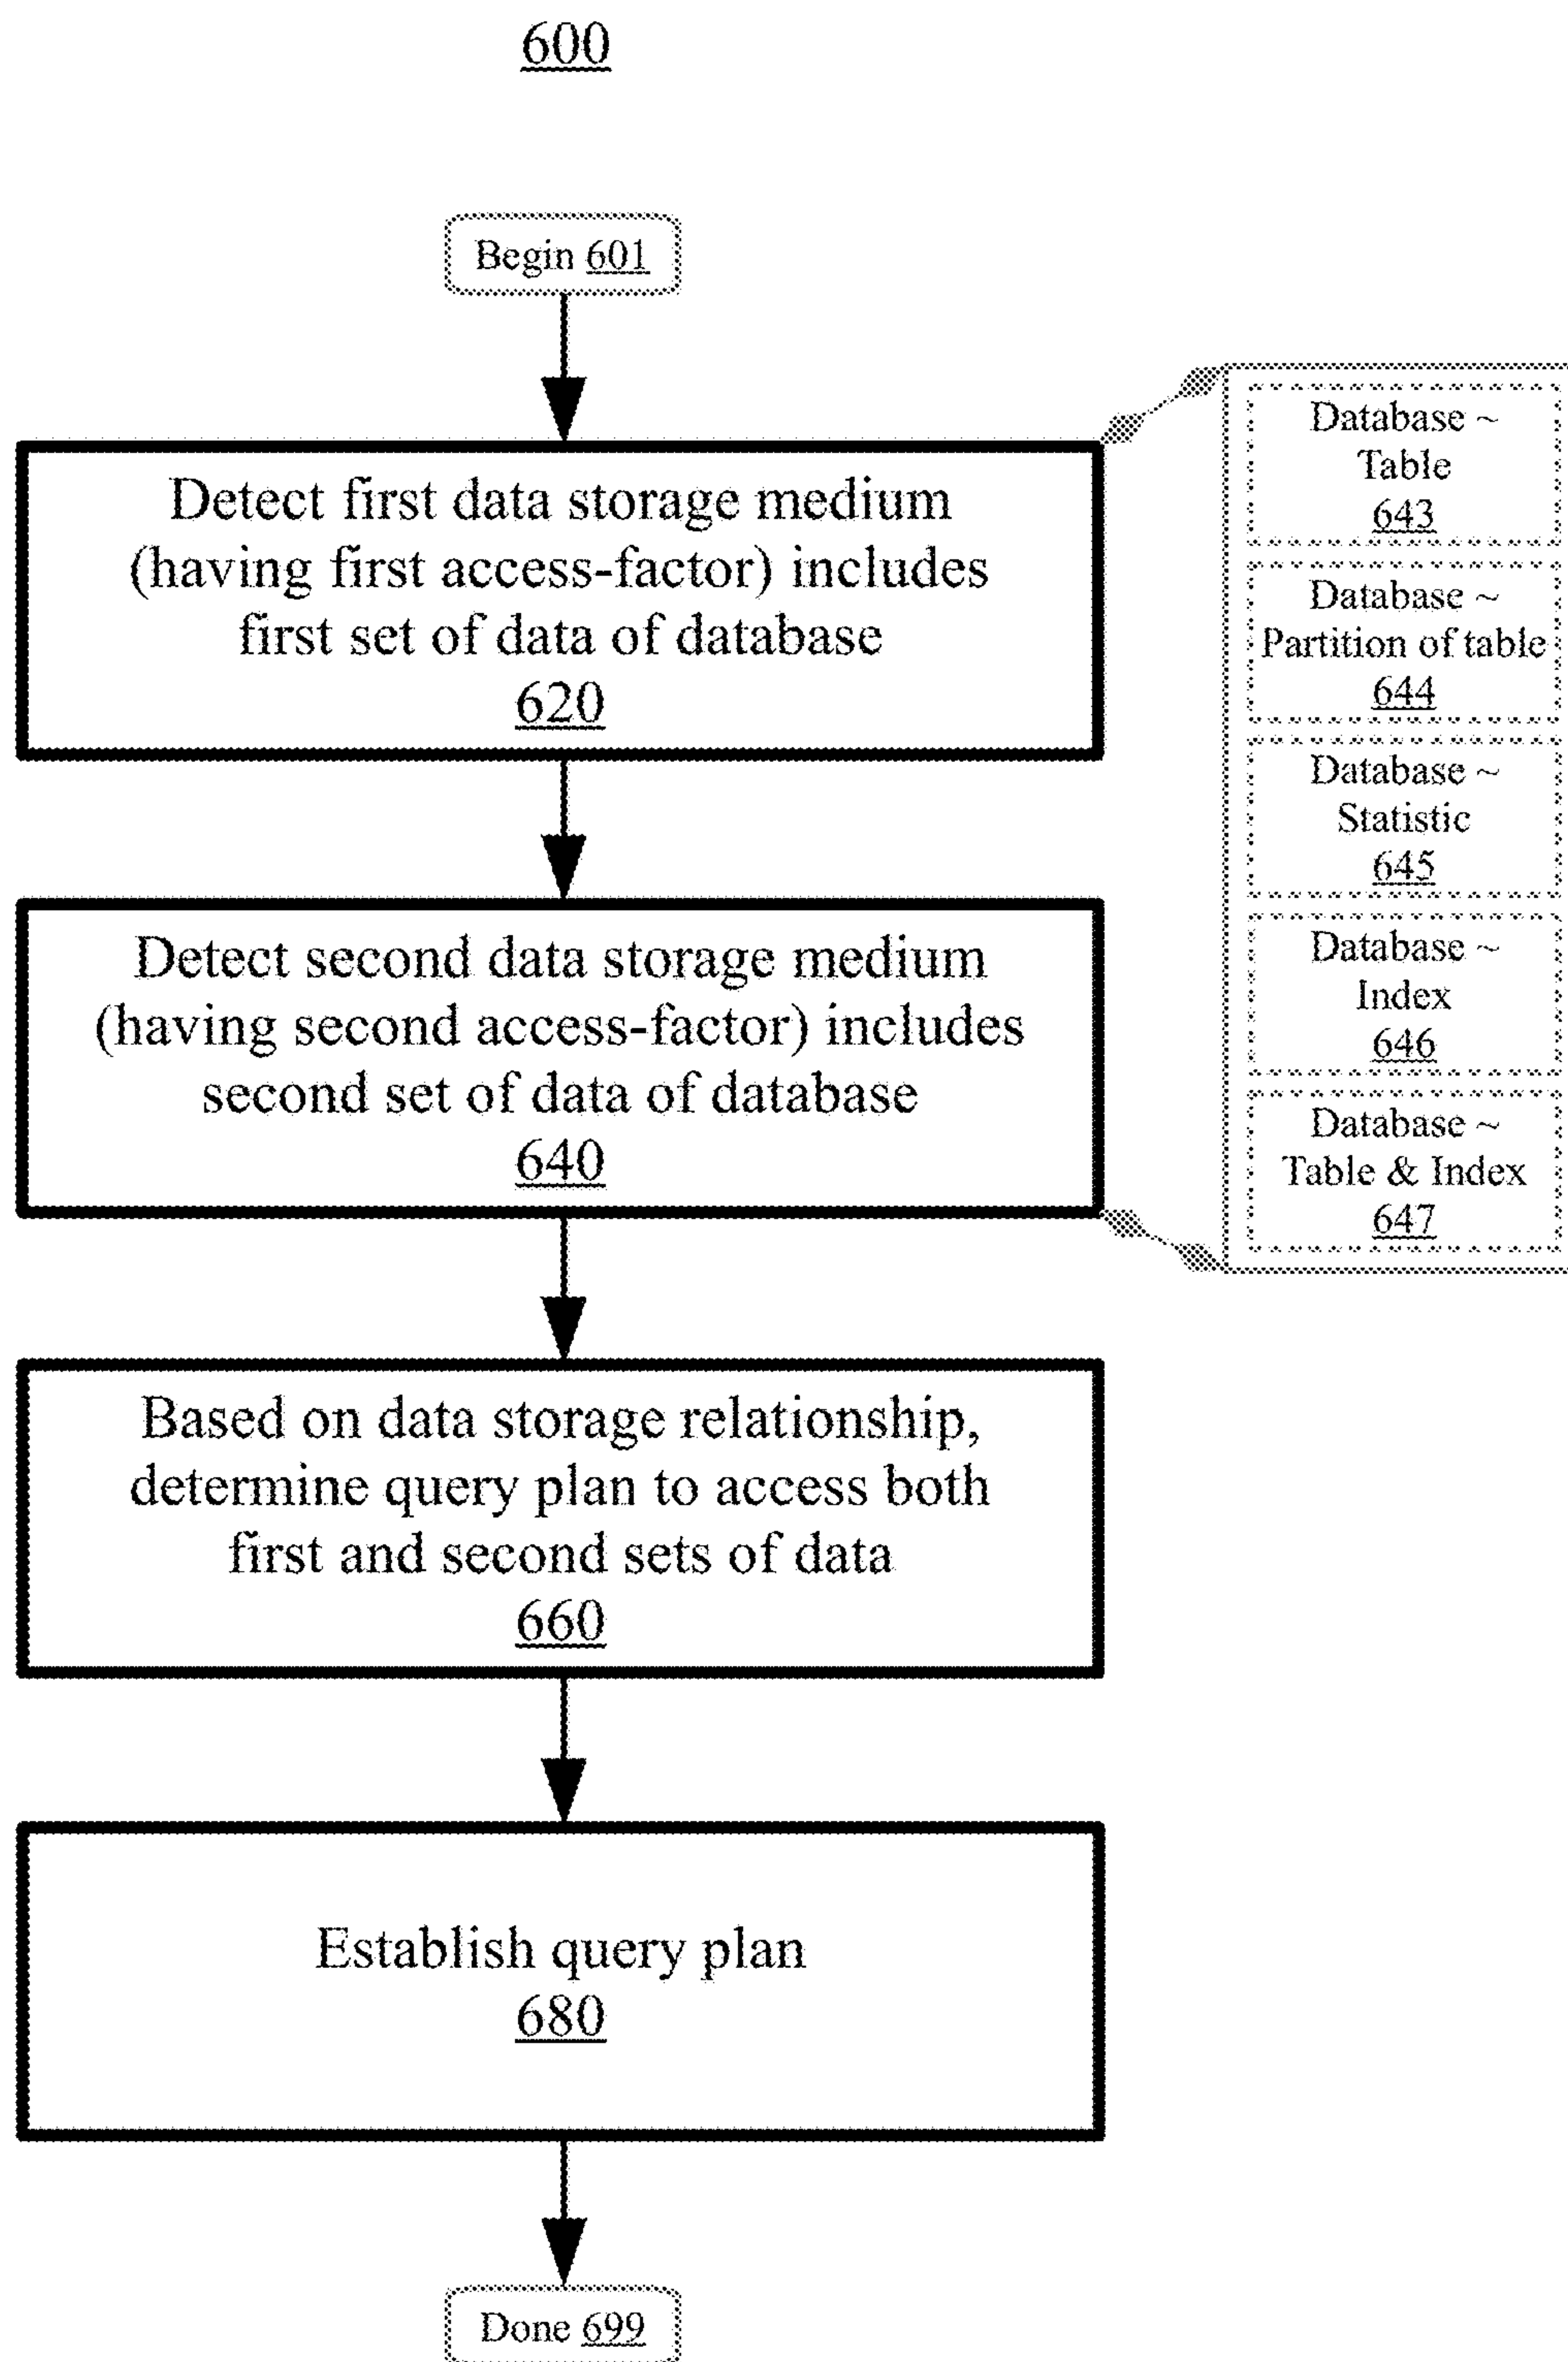 600
Begin 601
Detect first data storage medium
(having first access-factor) includes
first set of data of database
620
Detect second data storage medium
(having second access-factor) includes
second set of data of database
640
Based on data storage relationship,
determine query plan to access both
first and second sets of data
660
Establish query plan
680
Done 699
Database ~
Table
643
Database ~
Partition of table
644
Database ~
Statistic
645
Database ~
Index
646
Database ~
Table & Index
647